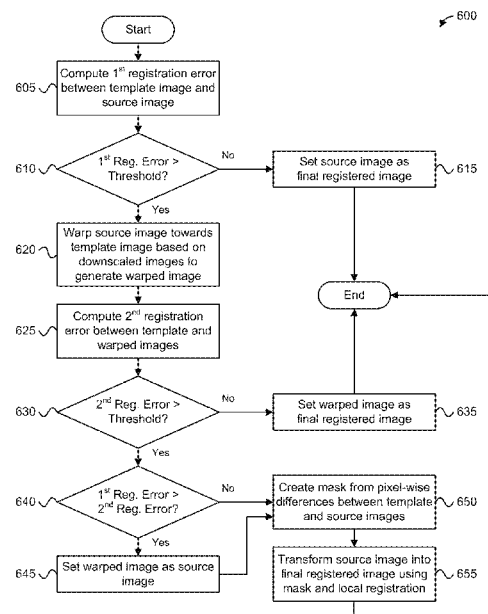 600
Start
605
Compute 1st registration error
between template image and
source image
610
1st Reg. Error >
Threshold?
No
Set source image as
final registered image
615
Yes
620
Warp source image towards
template image based on
downscaled images to
generate warped image
End
625
Compute 2nd registration
error between template and
warped images
630
2nd Reg. Error >
Threshold?
No
Set warped image as
final registered image
635
Yes
640
1st Reg. Error >
2nd Reg. Error?
No
Create mask from pixel-wise
differences between template
and source images
650
Yes
645
Set warped image as source
image
Transform source image into
final registered image using
mask and local registration
655